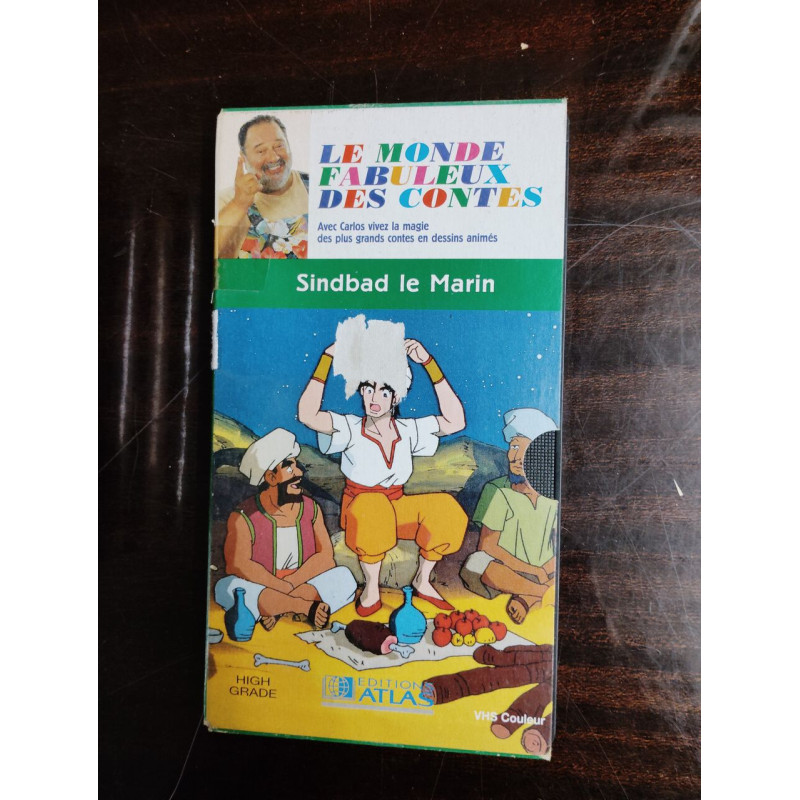 LE MONDE
FABULEUX
DES CONTES
Avec Carlos vivez la magie
des plus grands contes en dessins animés
Sindbad le Marin
HIGH
GRADE
EDITIONS
ATLAS
VHS Couleur